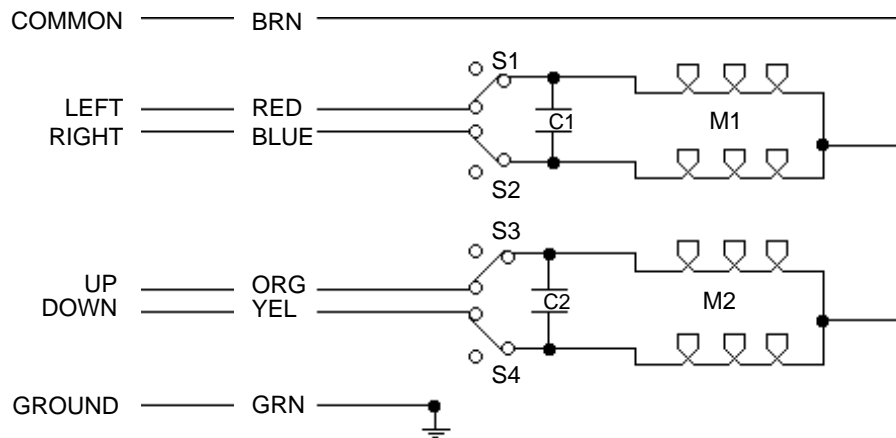 COMMON BRN
S1
LEFT RED
C1 M1
RIGHT BLUE
S2
S3
UP ORG
C2 M2
DOWN YEL
S4
GROUND GRN